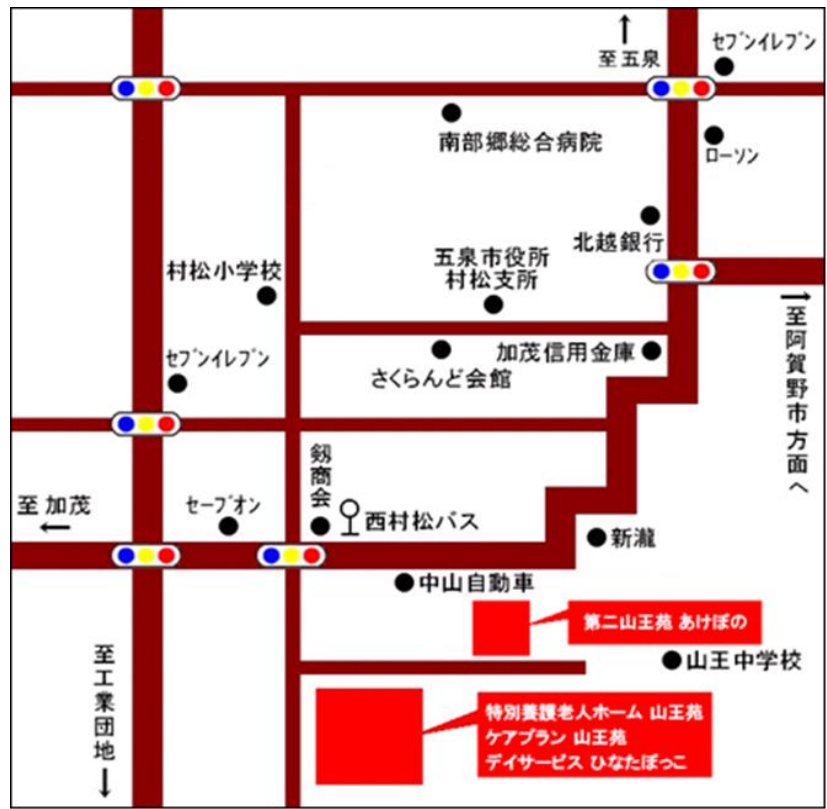 至五泉
ｾﾌﾞﾝｲﾚﾌﾞﾝ
南部郷総合病院
ﾛｰｿﾝ
北越銀行
五泉市役所
村松支所
村松小学校
至阿賀野市方面へ
加茂信用金庫
さくらんど会館
ｾﾌﾞﾝｲﾚﾌﾞﾝ
剱商会
至 加茂
ｾｰﾌﾞｵﾝ
西村松バス
新瀧
中山自動車
第二山王苑 あけぼの
至工業団地
山王中学校
特別養護老人ホーム 山王苑
ケアプラン 山王苑
デイサービス ひなたぼっこ